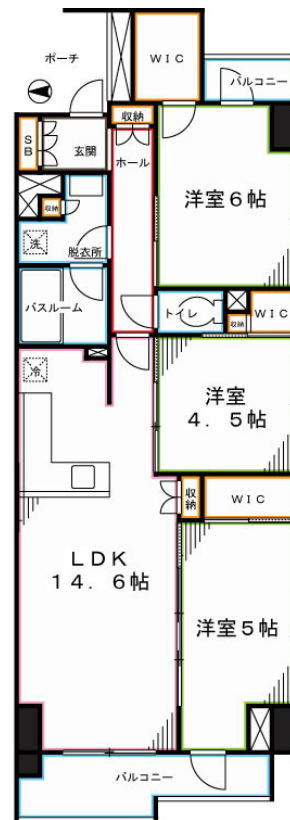 ポーチ
WIC
バルコニー
収納
SB
玄関
ホール
洋室6帖
収納
洗
脱衣所
バスルーム
トイレ
収納
WIC
冷
洋室
4.5帖
収納
WIC
LDK
14.6帖
洋室5帖
バルコニー